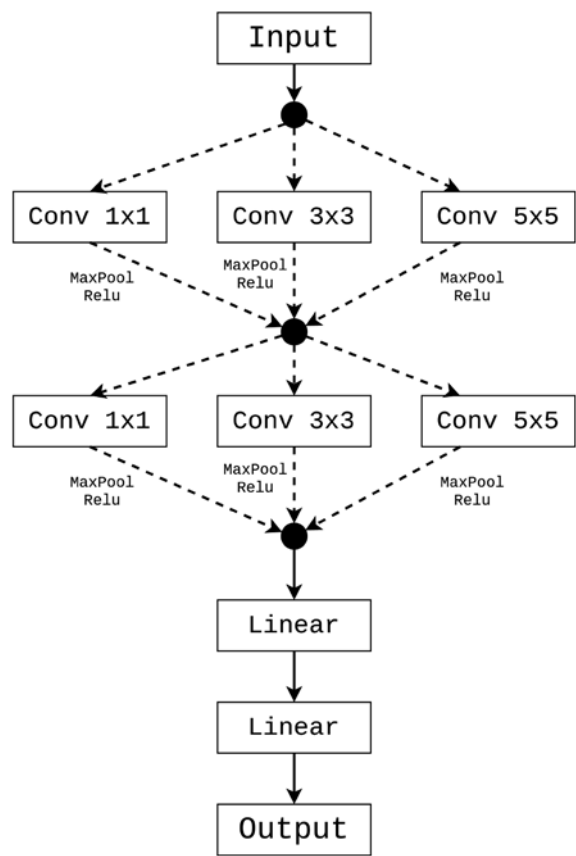 Input
Conv 1x1
Conv 3x3
Conv 5x5
MaxPool
Relu
MaxPool
Relu
MaxPool
Relu
Conv 1x1
Conv 3x3
Conv 5x5
MaxPool
Relu
MaxPool
Relu
MaxPool
Relu
Linear
Linear
Output